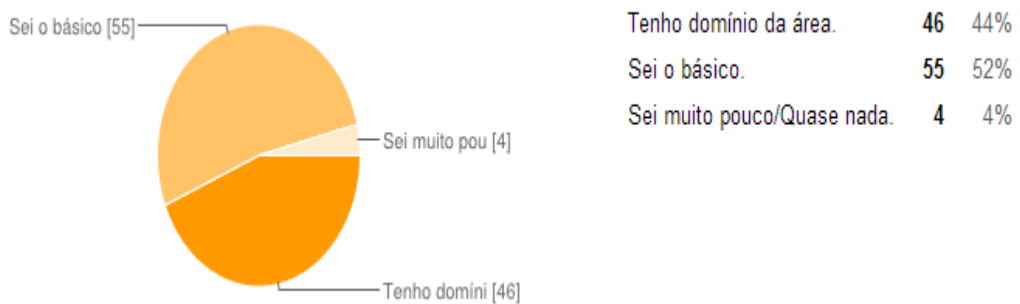 Sei o básico [55]
Sei muito pou [4]
Tenho domíni [46]
Tenho domínio da área. 46 44%
Sei o básico. 55 52%
Sei muito pouco/Quase nada. 4 4%